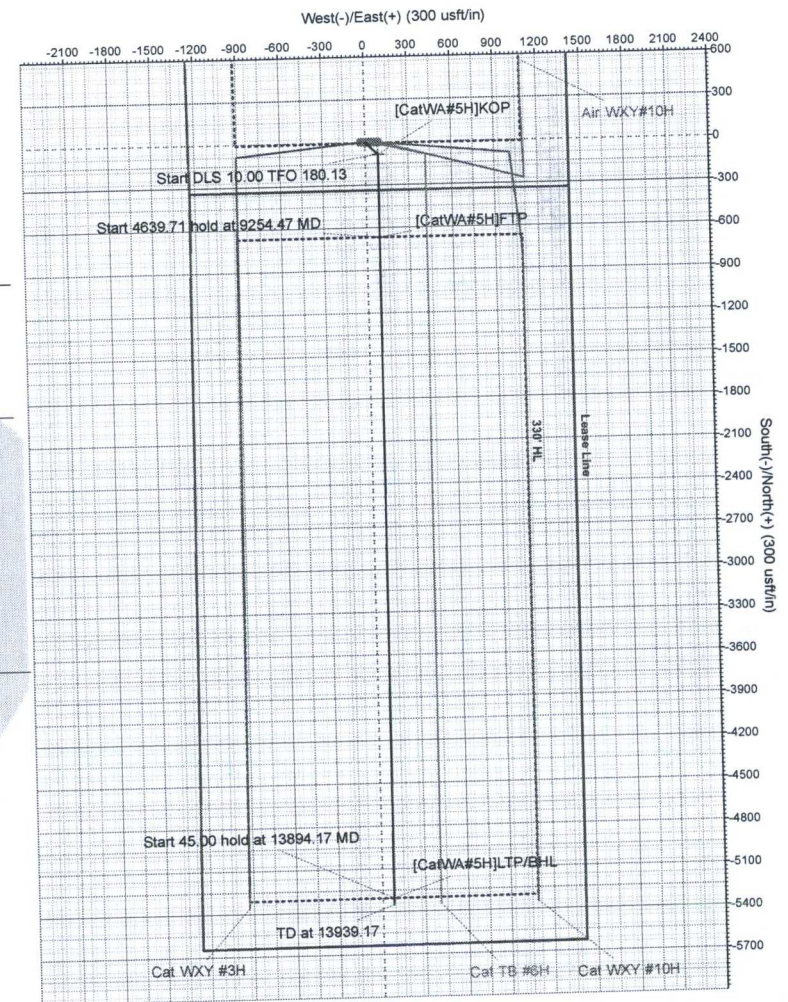 West(-)/East(+) (300 usft/in)
-2100 -1800 -1500 -1200 -900 -600 -300 0 300 600 900 1200 1500 1800 2100 2400
600
300
0
-300
-600
-900
-1200
-1500
-1800
-2100
-2400
-2700
-3000
-3300
-3600
-3900
-4200
-4500
-4800
-5100
-5400
-5700
South(-)/North(+) (300 usft/in)
[CatWA#5H]KOP
Air WXY#10H
Start DLS 10.00 TFO 180.13
Start 4639.71 hold at 9254.47 MD
[CatWA#5H]FTP
330' HL
Lease Line
Start 45.00 hold at 13894.17 MD
[CatWA#5H]LTP/BHL
TD at 13939.17
Cat WXY #3H
Cat TB #6H
Cat WXY #10H